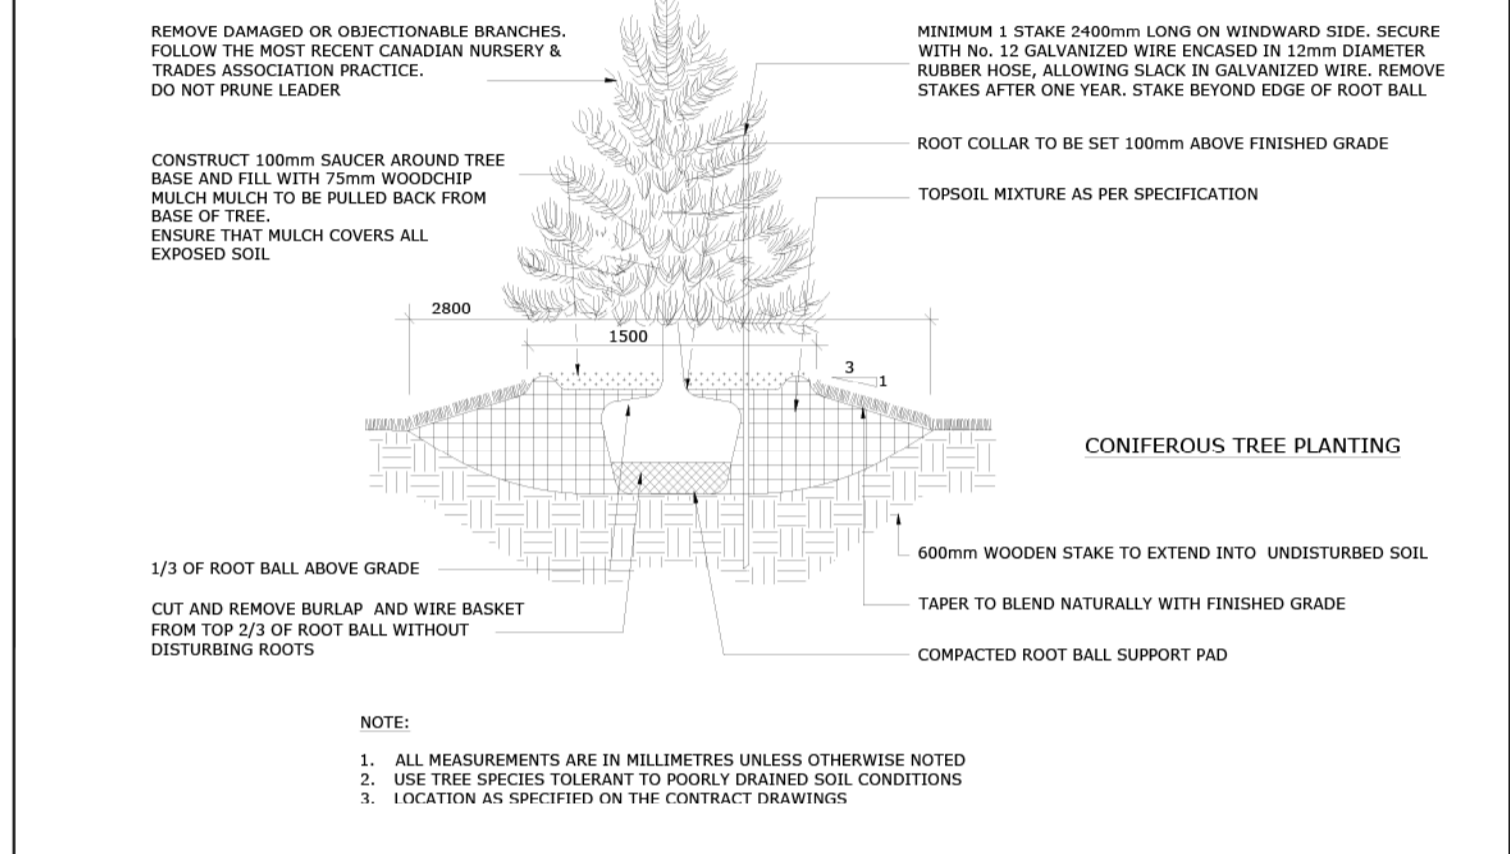 REMOVE DAMAGED OR OBJECTIONABLE BRANCHES.
FOLLOW THE MOST RECENT CANADIAN NURSERY &
TRADES ASSOCIATION PRACTICE.
DO NOT PRUNE LEADER
MINIMUM 1 STAKE 2400mm LONG ON WINDWARD SIDE. SECURE
WITH No. 12 GALVANIZED WIRE ENCASED IN 12mm DIAMETER
RUBBER HOSE, ALLOWING SLACK IN GALVANIZED WIRE. REMOVE
STAKES AFTER ONE YEAR. STAKE BEYOND EDGE OF ROOT BALL
ROOT COLLAR TO BE SET 100mm ABOVE FINISHED GRADE
CONSTRUCT 100mm SAUCER AROUND TREE
BASE AND FILL WITH 75mm WOODCHIP
MULCH MULCH TO BE PULLED BACK FROM
BASE OF TREE.
ENSURE THAT MULCH COVERS ALL
EXPOSED SOIL
TOPSOIL MIXTURE AS PER SPECIFICATION
2800
1500
3
1
CONIFEROUS TREE PLANTING
600mm WOODEN STAKE TO EXTEND INTO UNDISTURBED SOIL
1/3 OF ROOT BALL ABOVE GRADE
TAPER TO BLEND NATURALLY WITH FINISHED GRADE
CUT AND REMOVE BURLAP AND WIRE BASKET
FROM TOP 2/3 OF ROOT BALL WITHOUT
DISTURBING ROOTS
COMPACTED ROOT BALL SUPPORT PAD
NOTE:
1. ALL MEASUREMENTS ARE IN MILLIMETRES UNLESS OTHERWISE NOTED
2. USE TREE SPECIES TOLERANT TO POORLY DRAINED SOIL CONDITIONS
3. LOCATION AS SPECIFIED ON THE CONTRACT DRAWINGS